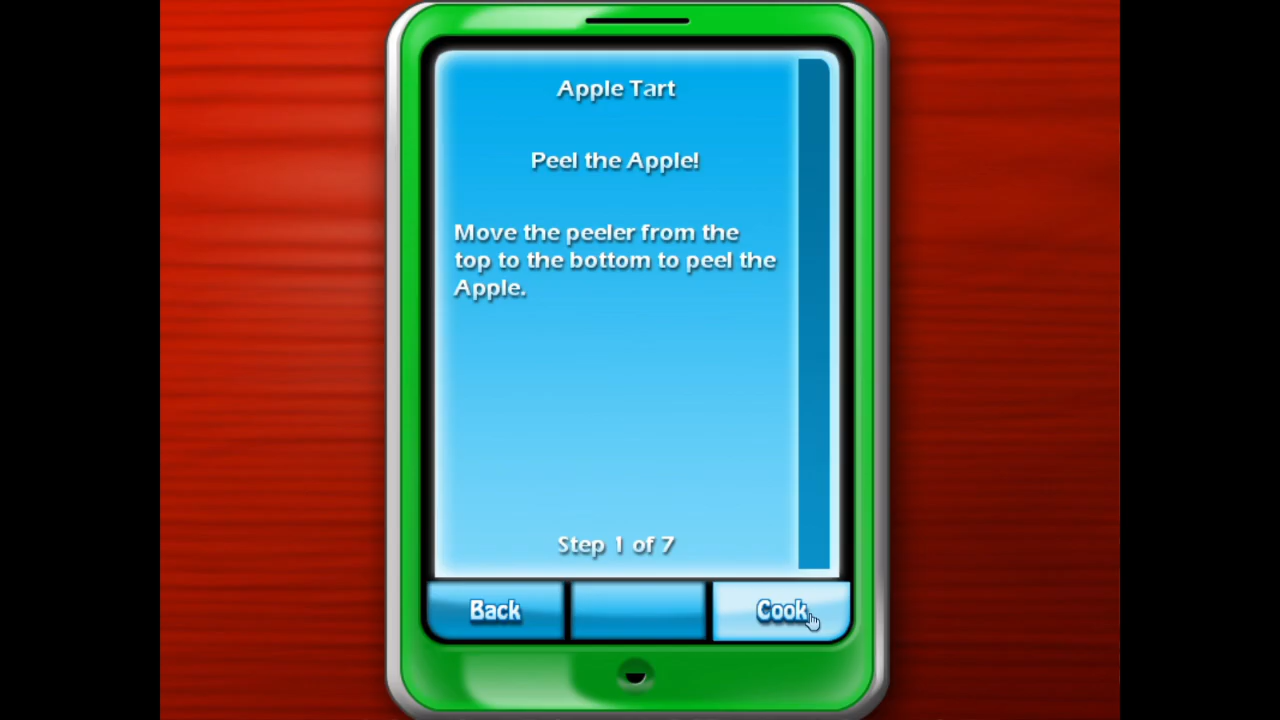 Apple Tart
Peel the Apple!
Move the peeler from the
top to the bottom to peel the
Apple.
Step 1 of 7
Back
Cook